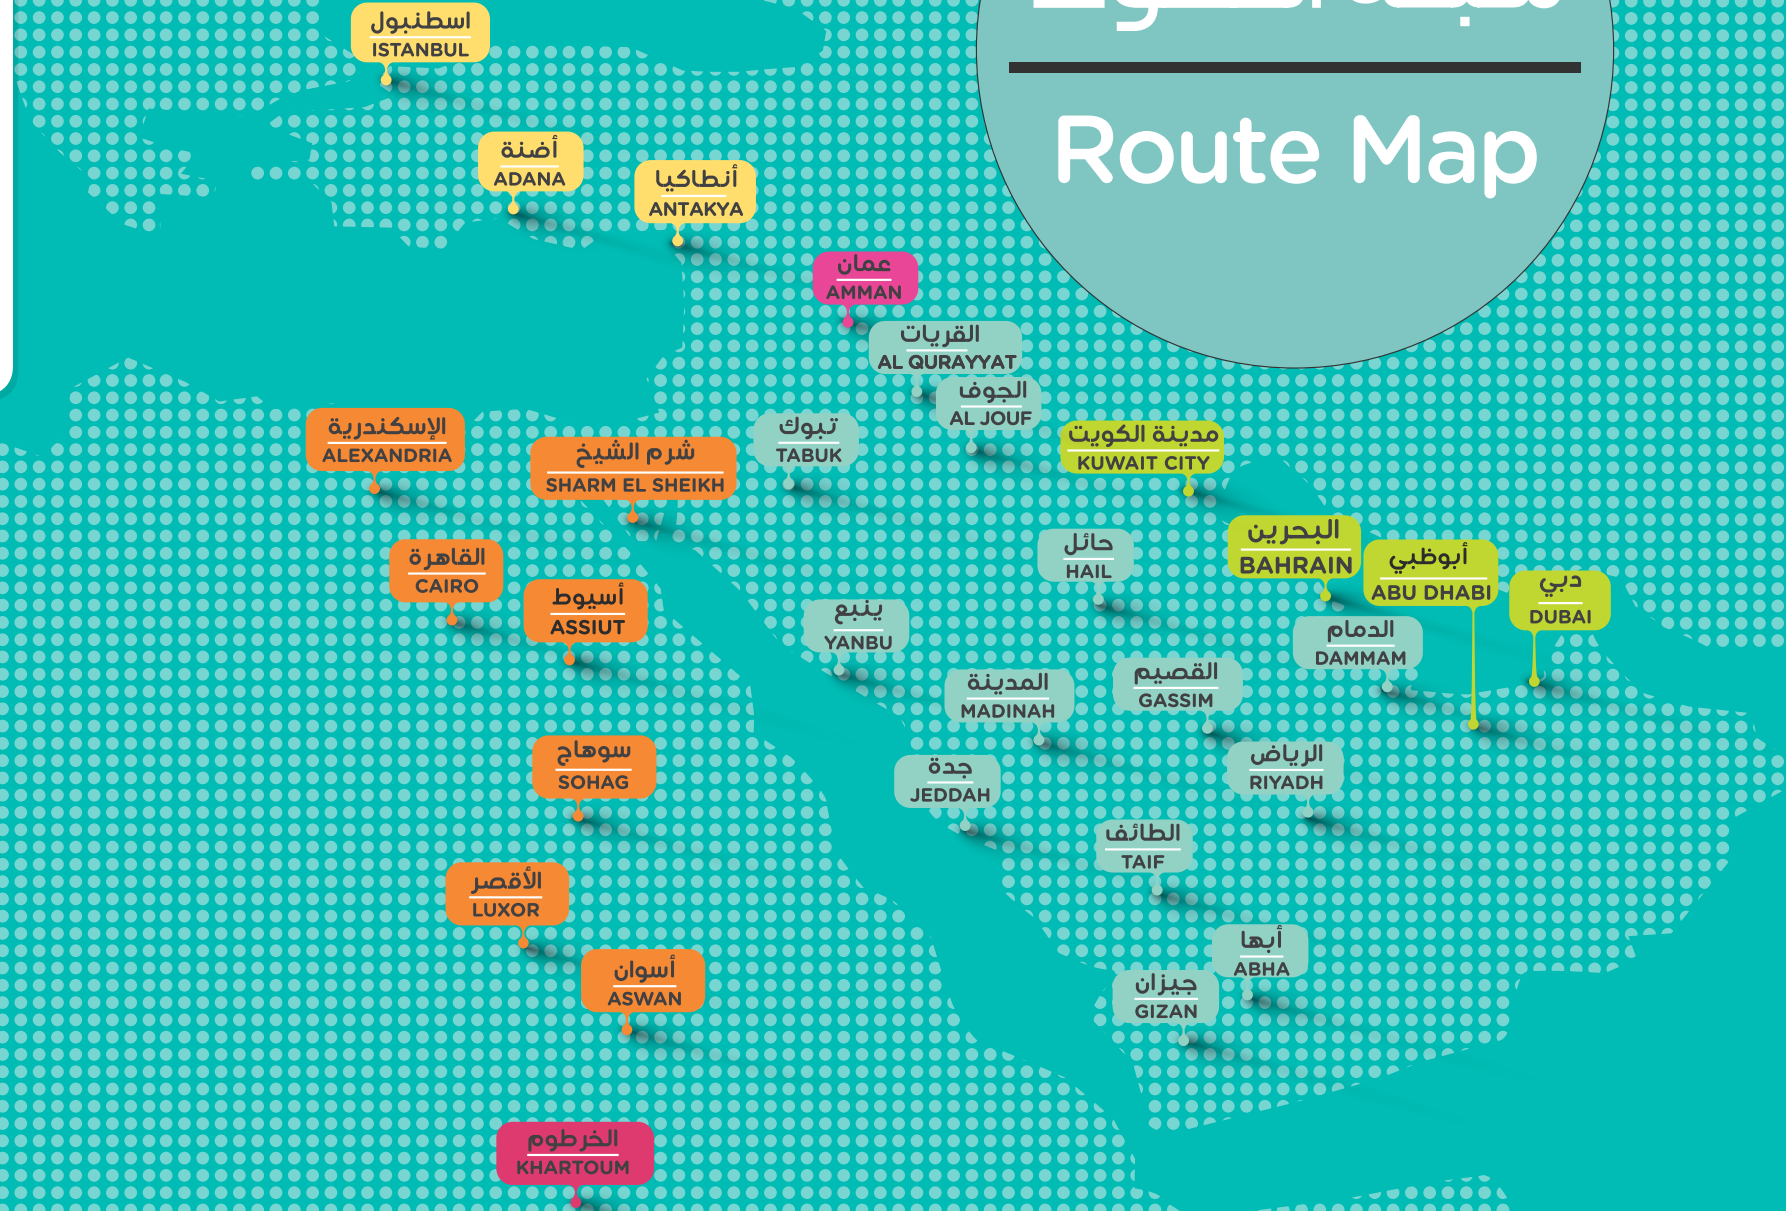 Route Map
اسطنبول
ISTANBUL
أضنة
ADANA
أنطاكيا
ANTAKYA
عمان
AMMAN
القريات
AL QURAYYAT
الجوف
AL JOUF
الإسكندرية
ALEXANDRIA
شرم الشيخ
SHARM EL SHEIKH
تبوك
TABUK
مدينة الكويت
KUWAIT CITY
القاهرة
CAIRO
أسيوط
ASSIUT
حائل
HAIL
البحرين
BAHRAIN
أبوظبي
ABU DHABI
دبي
DUBAI
ينبع
YANBU
الدمام
DAMMAM
المدينة
MADINAH
القصيم
GASSIM
سوهاج
SOHAG
جدة
JEDDAH
الرياض
RIYADH
الطائف
TAIF
الأقصر
LUXOR
أسوان
ASWAN
أبها
ABHA
جيزان
GIZAN
الخرطوم
KHARTOUM